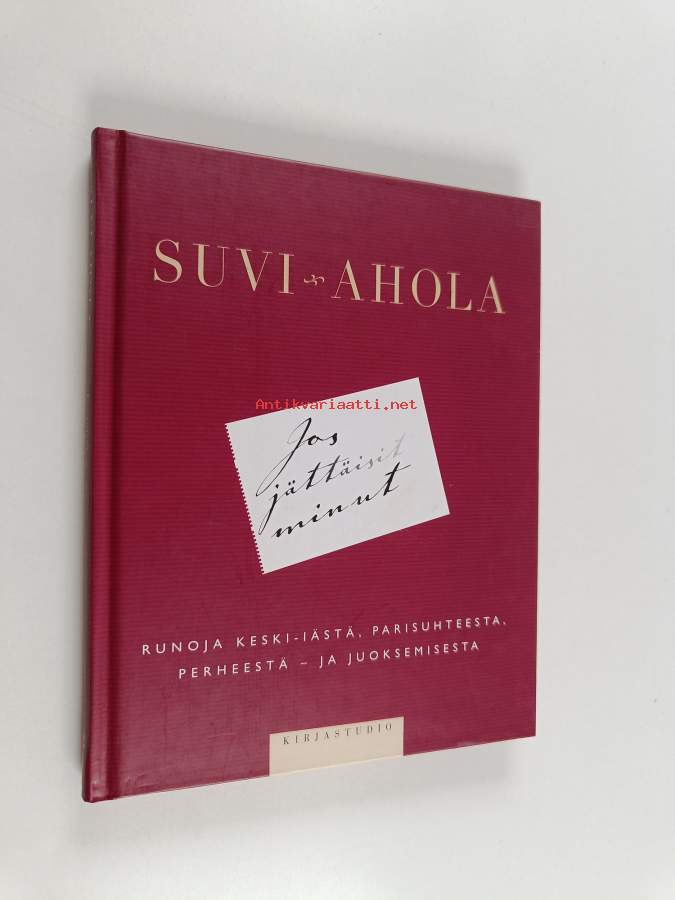 SUVI AHOLA
Antikvariaatti.net
Jos
jättäisit
minut
RUNOJA KESKI-IÄSTÄ, PARISUHTEESTA,
PERHEESTÄ – JA JUOKSEMISESTA
KIRJASTUDIO